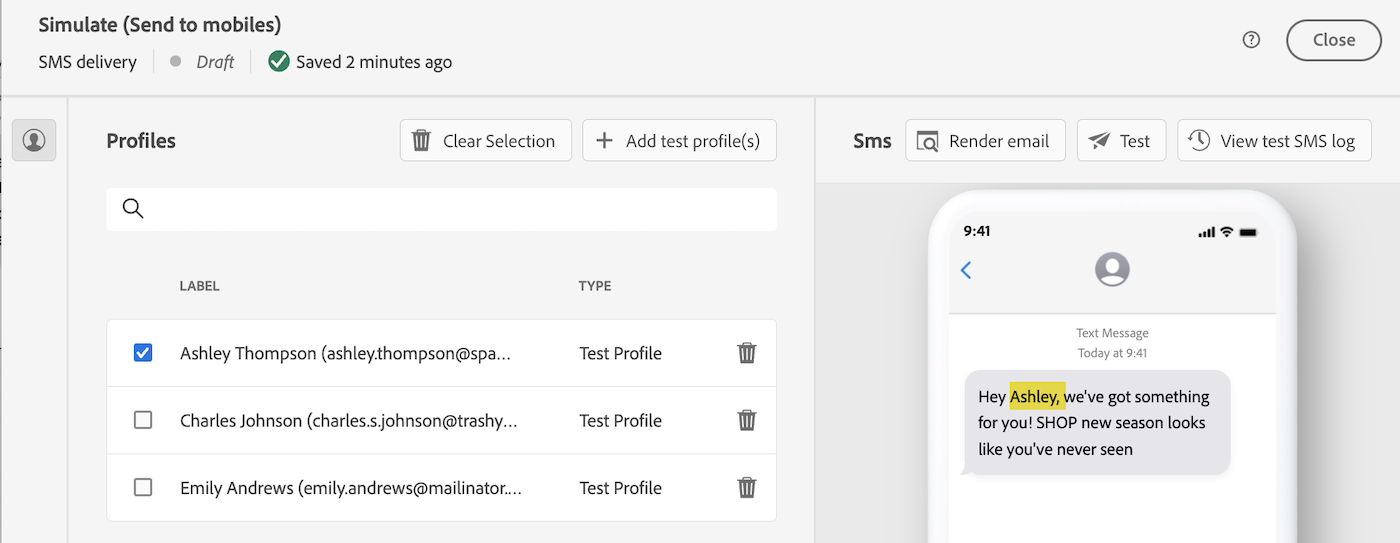 Simulate (Send to mobiles)
SMS delivery
Draft
Saved 2 minutes ago
Close
Profiles
Clear Selection
Add test profile(s)
LABEL TYPE
Ashley Thompson (ashley.thompson@spa... Test Profile
Charles Johnson (charles.s.johnson@trashy... Test Profile
Emily Andrews (emily.andrews@mailinator.... Test Profile
Sms
Render email
Test
View test SMS log
9:41
Text Message
Today at 9:41
Hey Ashley, we've got something
for you! SHOP new season looks
like you've never seen